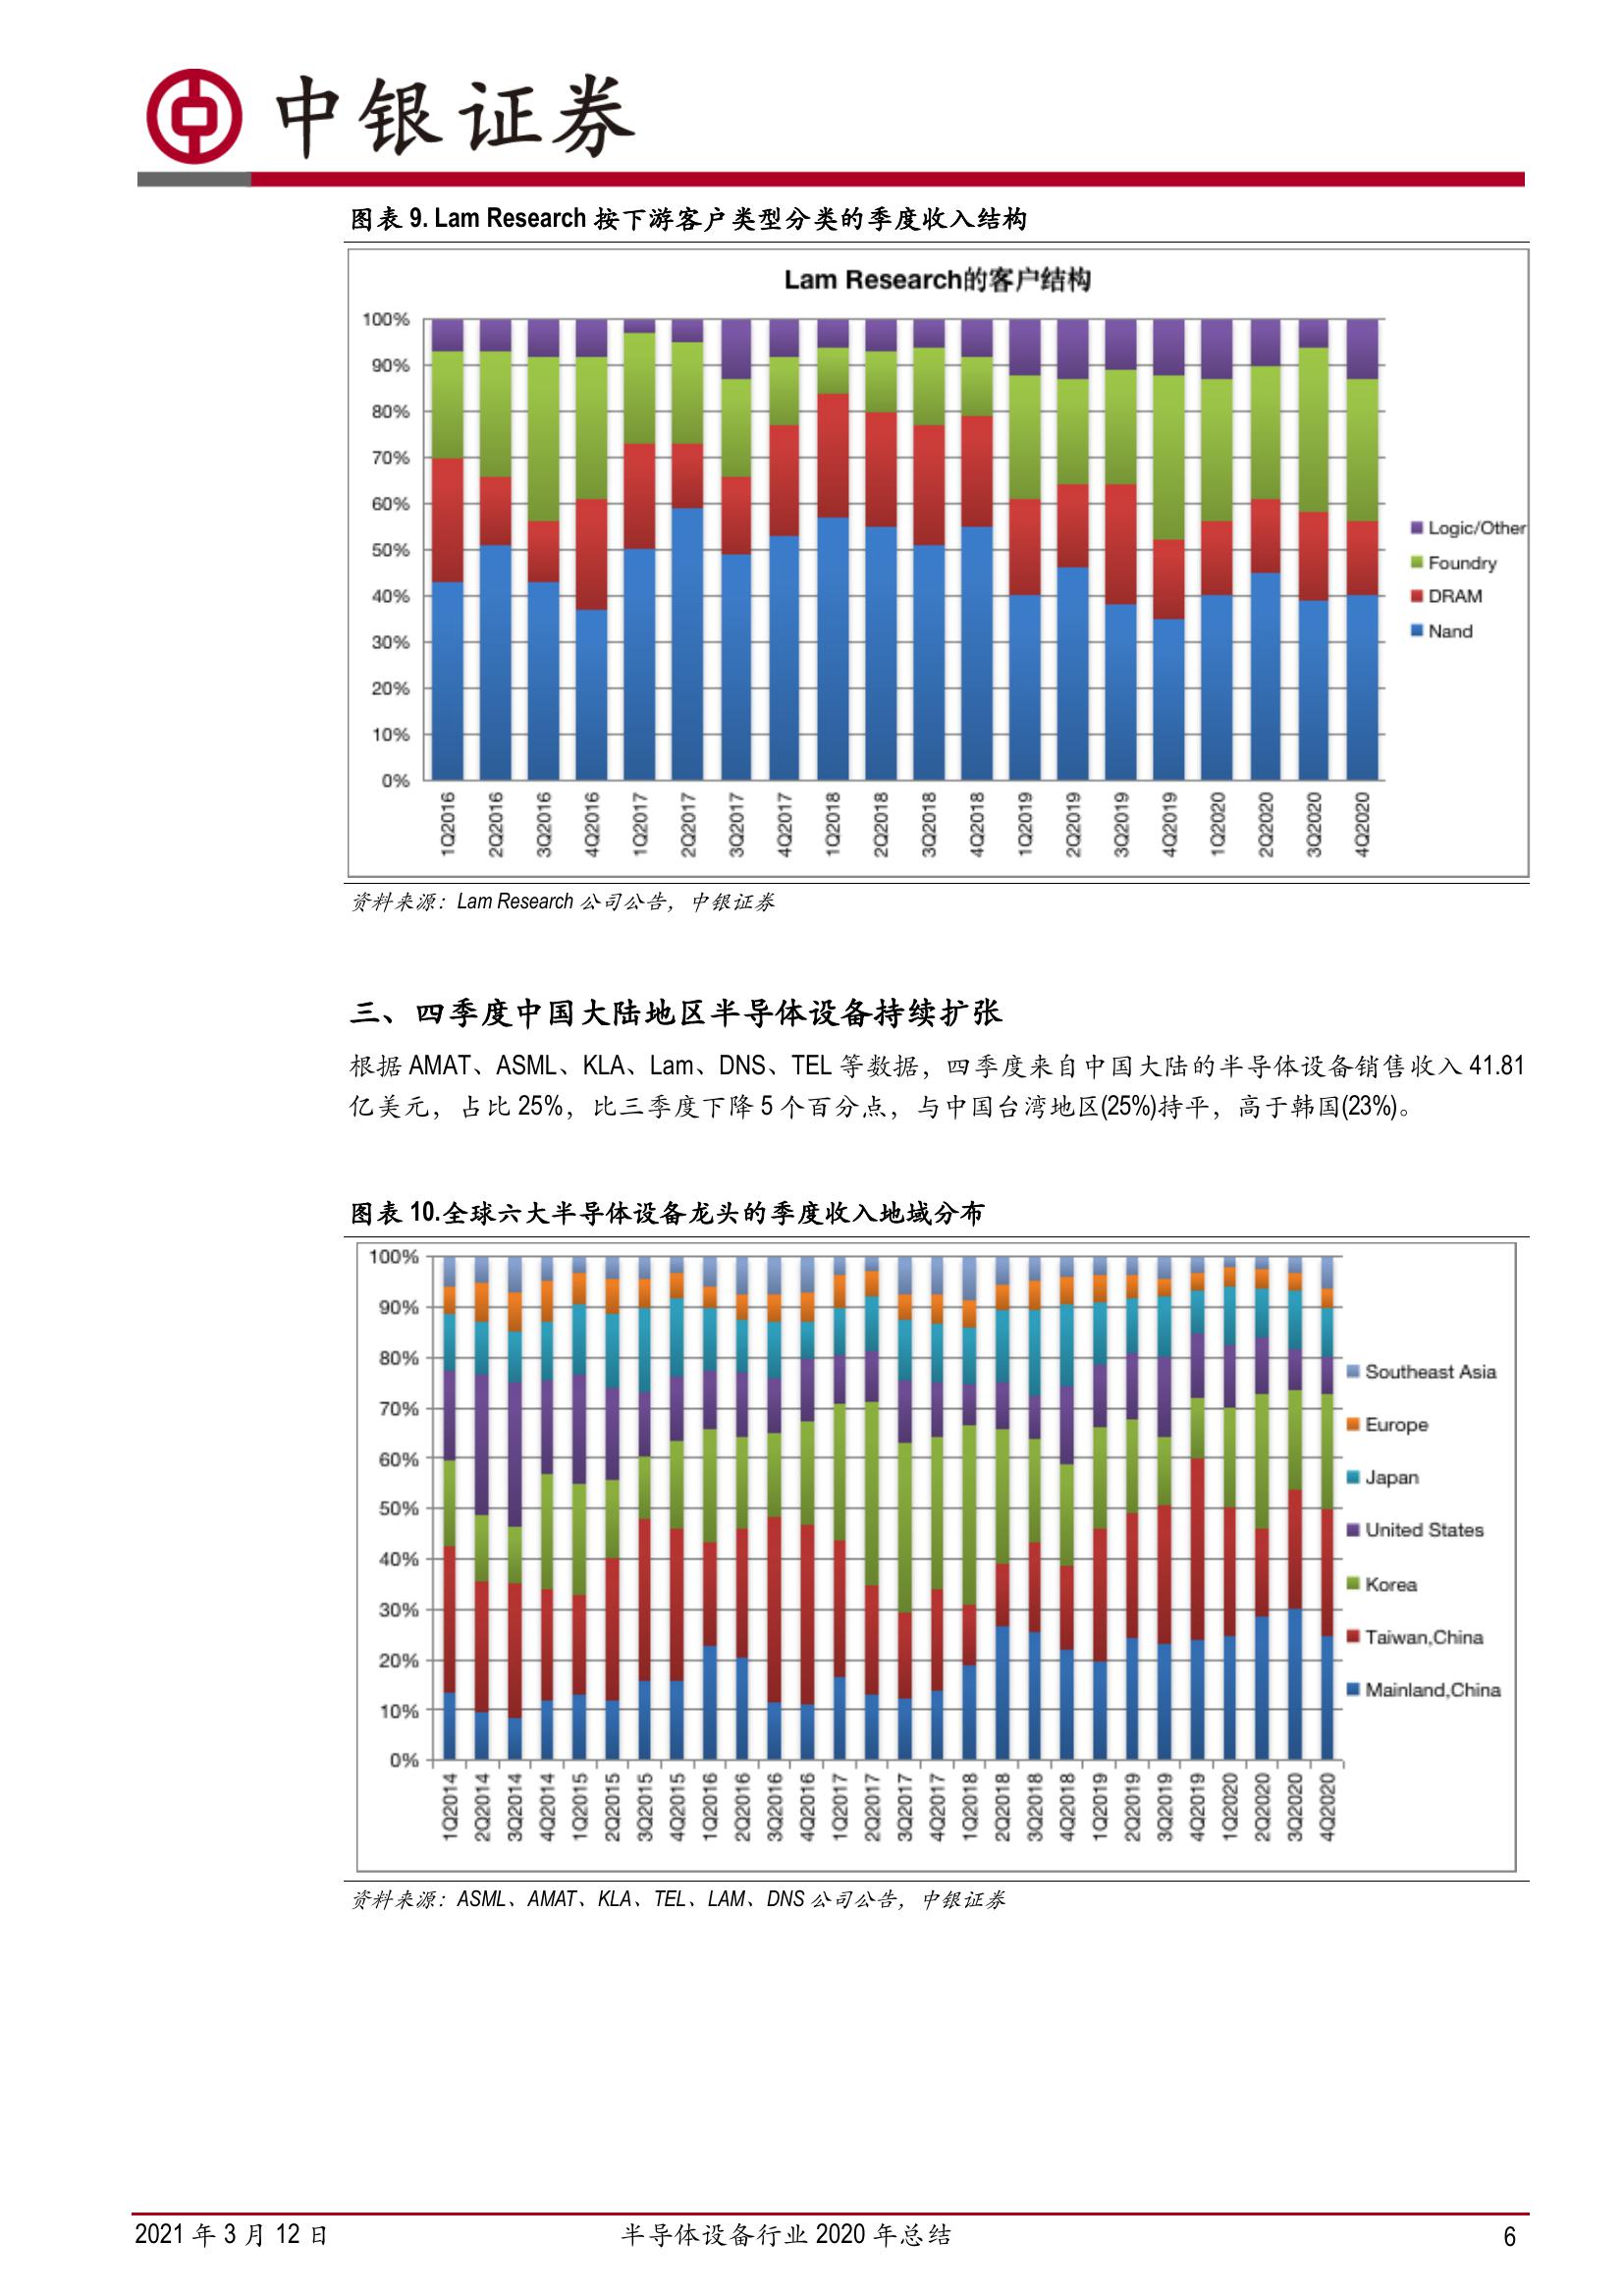 中银证券
图表 9. Lam Research 按下游客户类型分类的季度收入结构
Lam Research的客户结构
100%
90%
80%
70%
60%
50%
40%
30%
20%
10%
0%
1Q2016
2Q2016
3Q2016
4Q2016
1Q2017
2Q2017
3Q2017
4Q2017
1Q2018
2Q2018
3Q2018
4Q2018
1Q2019
2Q2019
3Q2019
4Q2019
1Q2020
2Q2020
3Q2020
4Q2020
Logic/Other
Foundry
DRAM
Nand
资料来源：Lam Research 公司公告，中银证券
三、四季度中国大陆地区半导体设备持续扩张
根据 AMAT、ASML、KLA、Lam、DNS、TEL 等数据，四季度来自中国大陆的半导体设备销售收入 41.81
亿美元，占比 25%，比三季度下降 5 个百分点，与中国台湾地区(25%)持平，高于韩国(23%)。
图表 10.全球六大半导体设备龙头的季度收入地域分布
100%
90%
80%
70%
60%
50%
40%
30%
20%
10%
0%
1Q2014
2Q2014
3Q2014
4Q2014
1Q2015
2Q2015
3Q2015
4Q2015
1Q2016
2Q2016
3Q2016
4Q2016
1Q2017
2Q2017
3Q2017
4Q2017
1Q2018
2Q2018
3Q2018
4Q2018
1Q2019
2Q2019
3Q2019
4Q2019
1Q2020
2Q2020
3Q2020
4Q2020
Southeast Asia
Europe
Japan
United States
Korea
Taiwan,China
Mainland,China
资料来源：ASML、AMAT、KLA、TEL、LAM、DNS 公司公告，中银证券
2021 年 3 月 12 日
半导体设备行业 2020 年总结
6